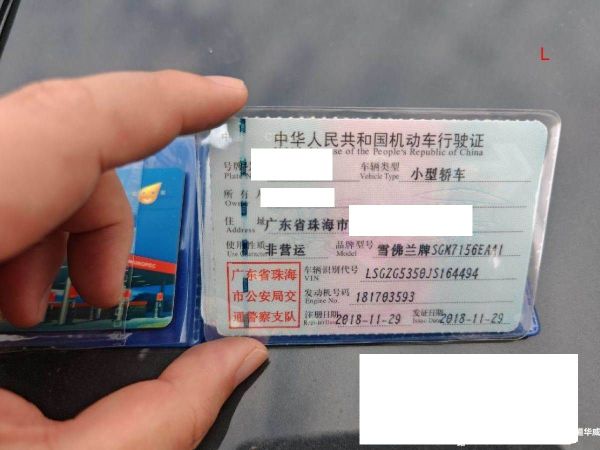 L
中华人民共和国机动车行驶证
se of the People's Republic of China
号牌
Plate
车辆类型
Vehicle Type
小型轿车
所有人
Owne
住 址
Address
广东省珠海市
使用性质
Use Character
非营运
品牌型号
Model
雪佛兰牌SGM7156EAA1
广东省珠海
市公安局交
通警察支队
车辆识别代号
VIN
LSGZG5350JS164494
发动机号码
Engine No.
181703593
注册日期
2018-11-29
发证日期
Issue Date
2018-11-29
华威